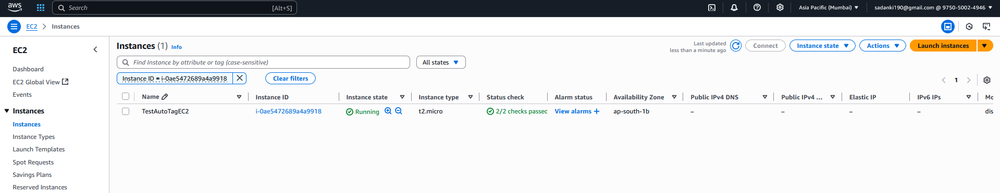 aws Search [Alt+S] Asia Pacific (Mumbai) sadanki190@gmail.com @ 9750-5002-4946
EC2 Instances
EC2
Dashboard
EC2 Global View
Events
Instances
Instances
Instance Types
Launch Templates
Spot Requests
Savings Plans
Reserved Instances
Instances (1) Info
Last updated
less than a minute ago
Connect Instance state Actions Launch instances
Find Instance by attribute or tag (case-sensitive) All states
Instance ID = i-0ae5472689a4a9918 Clear filters
1
Name Instance ID Instance state Instance type Status check Alarm status Availability Zone Public IPv4 DNS Public IPv4 ... Elastic IP IPv6 IPs Mo
TestAutoTagEC2 i-0ae5472689a4a9918 Running t2.micro 2/2 checks passed View alarms + ap-south-1b – – – – dis